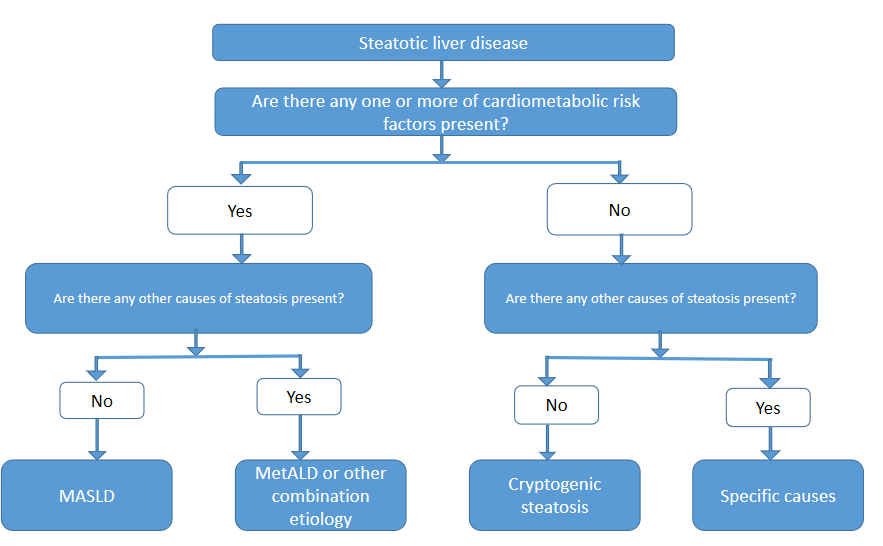 Steatotic liver disease
Are there any one or more of cardiometabolic risk
factors present?
Yes
No
Are there any other causes of steatosis present?
Are there any other causes of steatosis present?
No
Yes
No
Yes
MASLD
MetALD or other
combination
etiology
Cryptogenic
steatosis
Specific causes